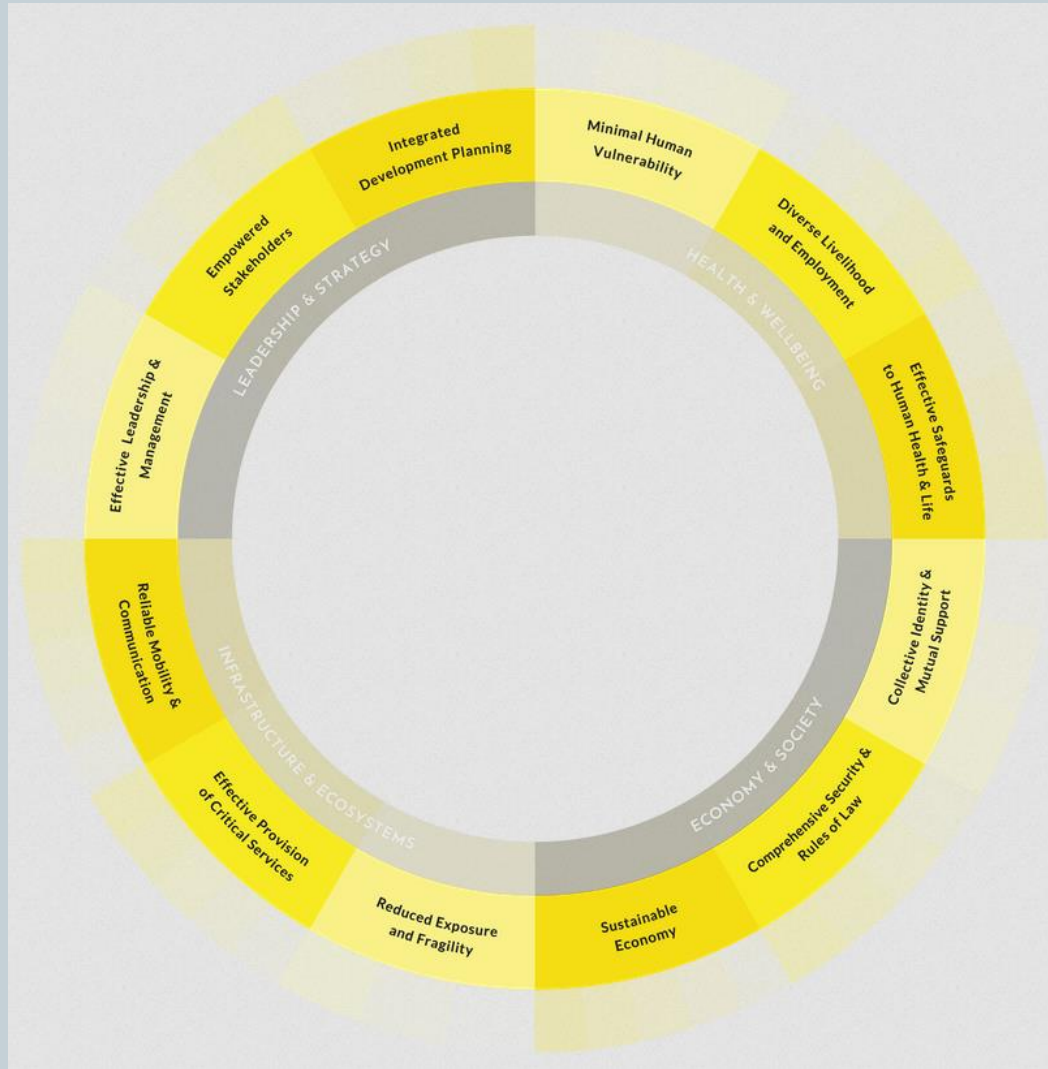 Integrated
Development Planning
Minimal Human
Vulnerability
Diverse Livelihood
and Employment
Effective Safeguards
to Human Health & Life
Collective Identity &
Mutual Support
Comprehensive Security &
Rules of Law
Sustainable
Economy
Reduced Exposure
and Fragility
Effective Provision
of Critical Services
Reliable Mobility &
Communication
Effective Leadership &
Management
Empowered
Stakeholders
LEADERSHIP & STRATEGY
HEALTH & WELLBEING
ECONOMY & SOCIETY
INFRASTRUCTURE & ECOSYSTEMS